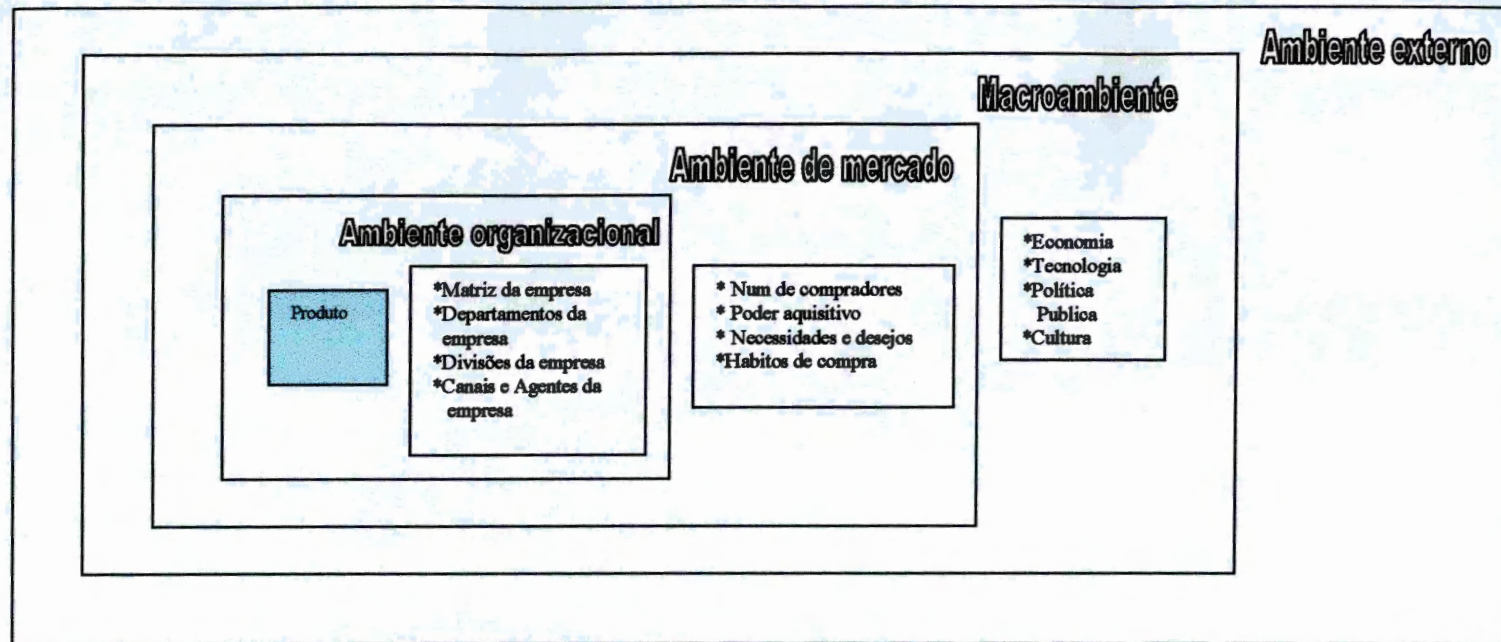 Ambiente externo
Macroambiente
Ambiente de mercado
Ambiente organizacional
Produto
*Matriz da empresa
*Departamentos da
empresa
*Divisões da empresa
*Canais e Agentes da
empresa
* Num de compradores
* Poder aquisitivo
* Necessidades e desejos
*Habitos de compra
*Economia
*Tecnologia
*Política
Publica
*Cultura